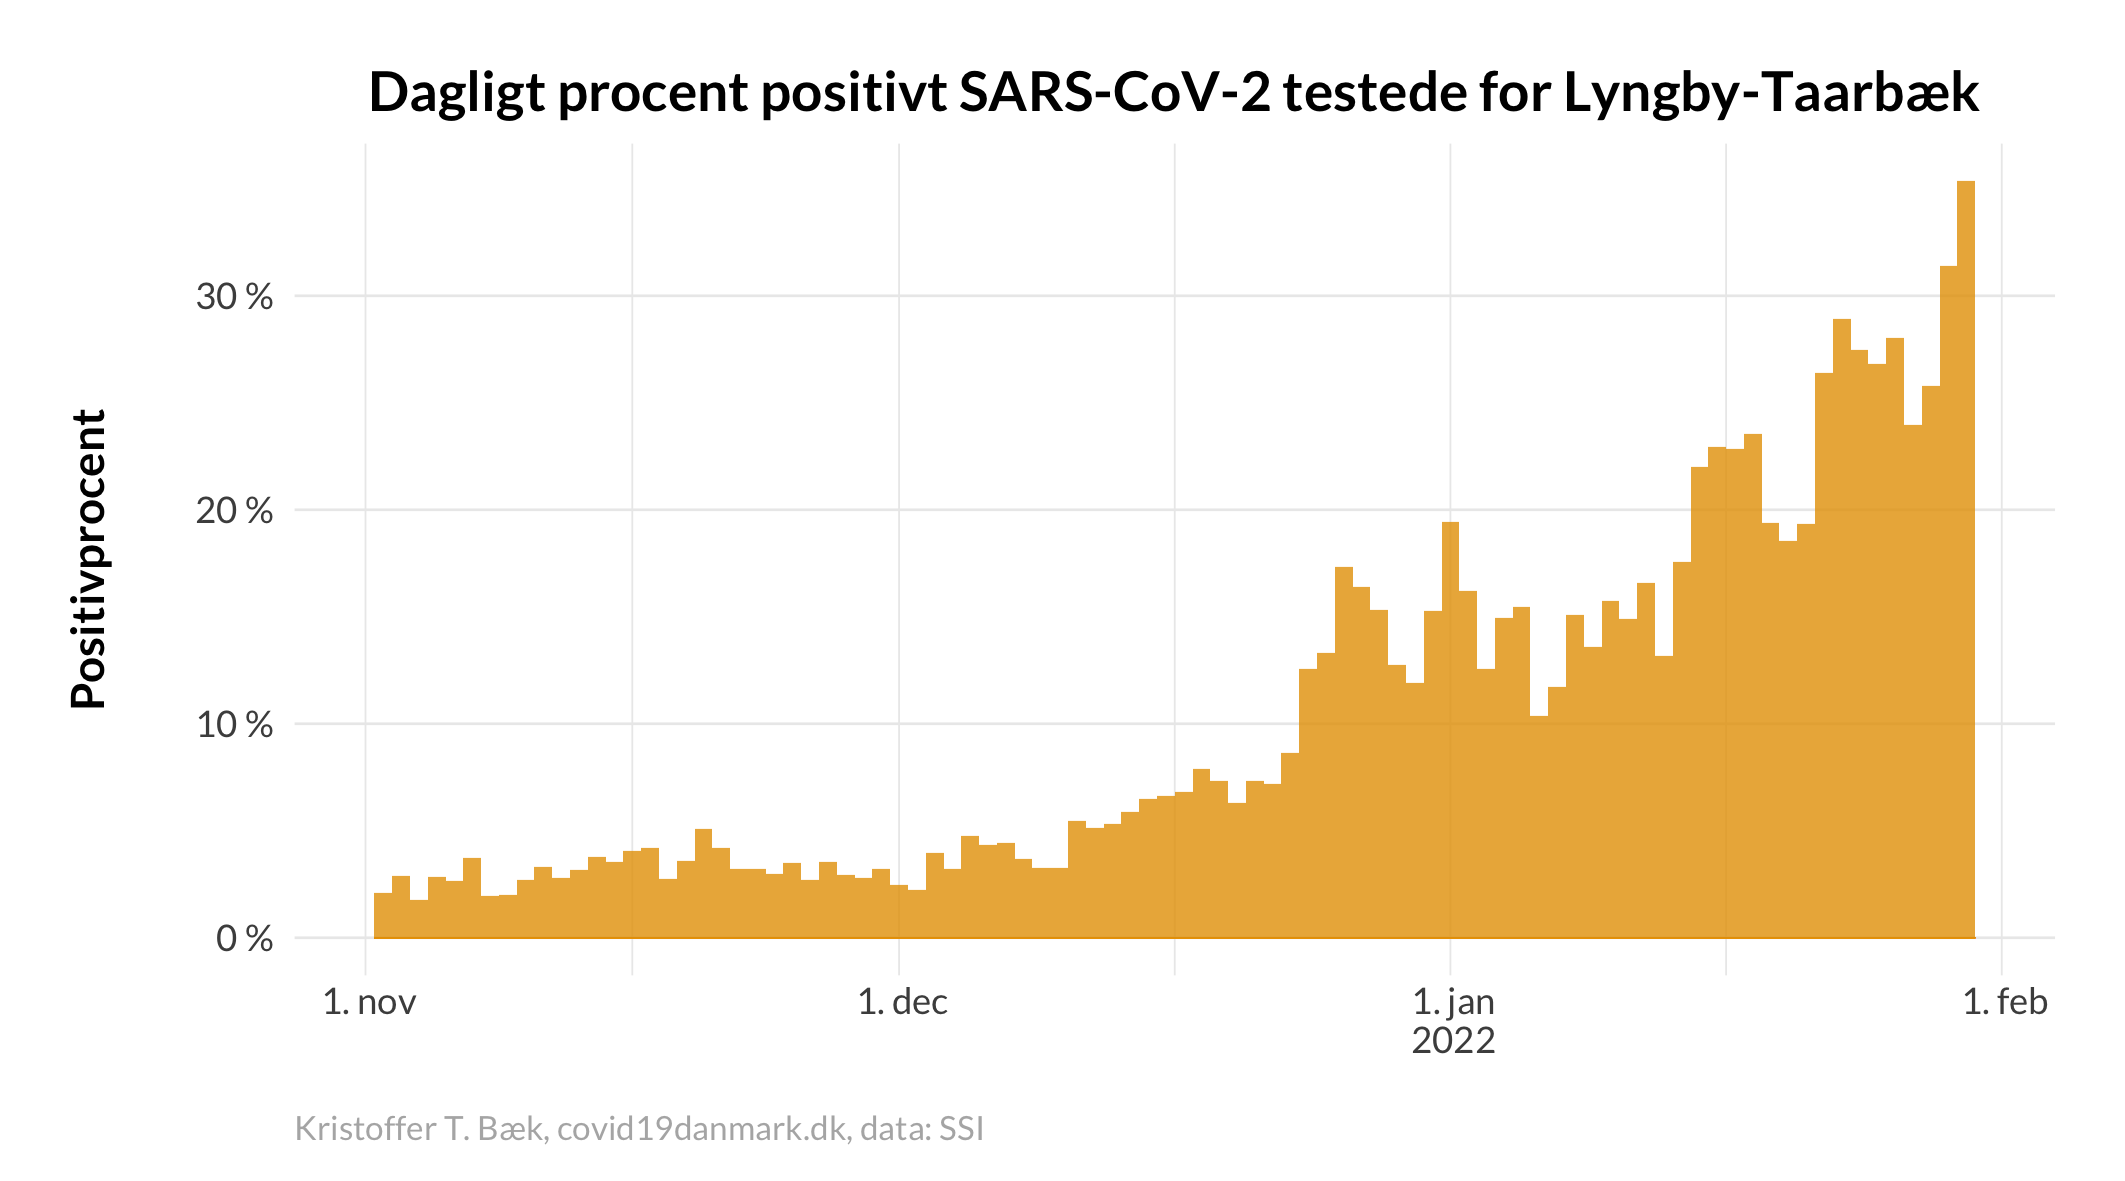 Dagligt procent positivt SARS-CoV-2 testede for Lyngby-Taarbæk
Positivprocent
30 %
20 %
10 %
0 %
1. nov
1. dec
1. jan
2022
1. feb
Kristoffer T. Bæk, covid19danmark.dk, data: SSI